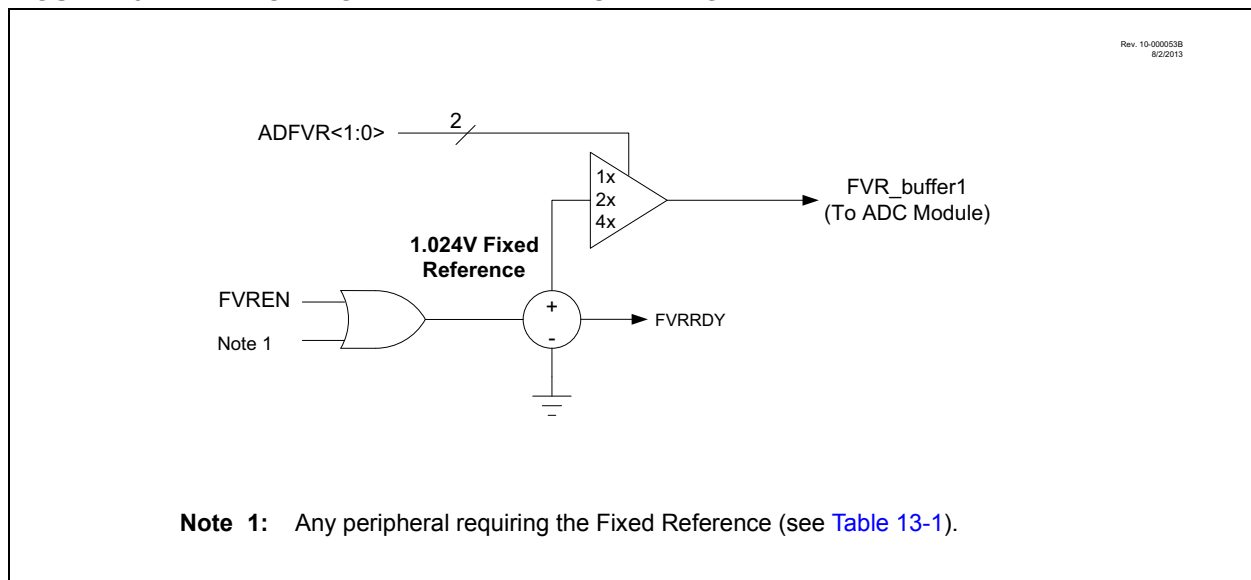 Rev. 10-000053B
8/2/2013
ADFVR<1:0>
2
1x
2x
4x
FVR_buffer1
(To ADC Module)
1.024V Fixed
Reference
FVREN
Note 1
+
-
FVRRDY
Note 1: Any peripheral requiring the Fixed Reference (see Table 13-1).